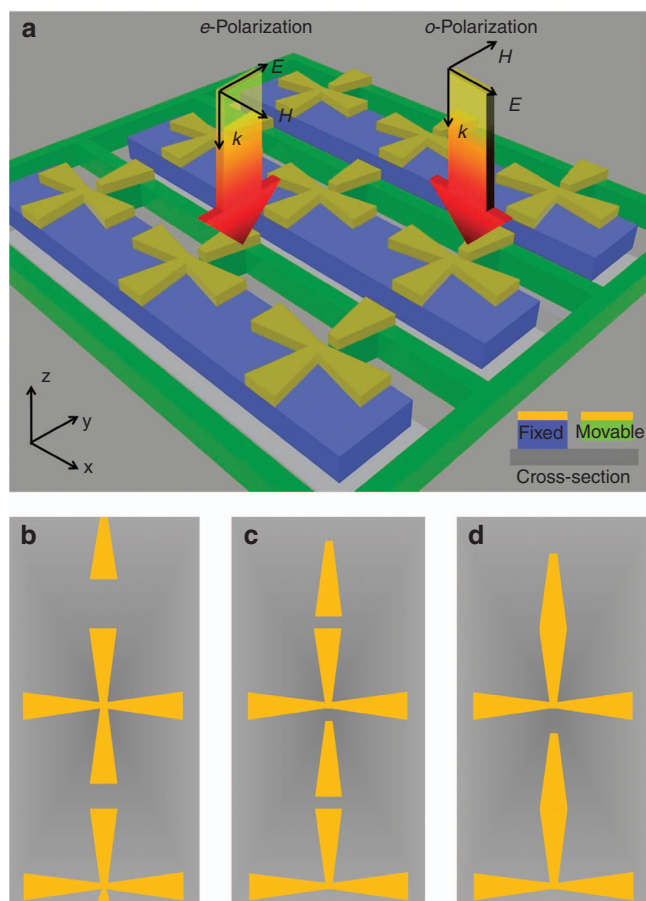 a
e-Polarization
o-Polarization
E
H
k
H
E
k
z
y
x
Fixed
Movable
Cross-section
b
c
d